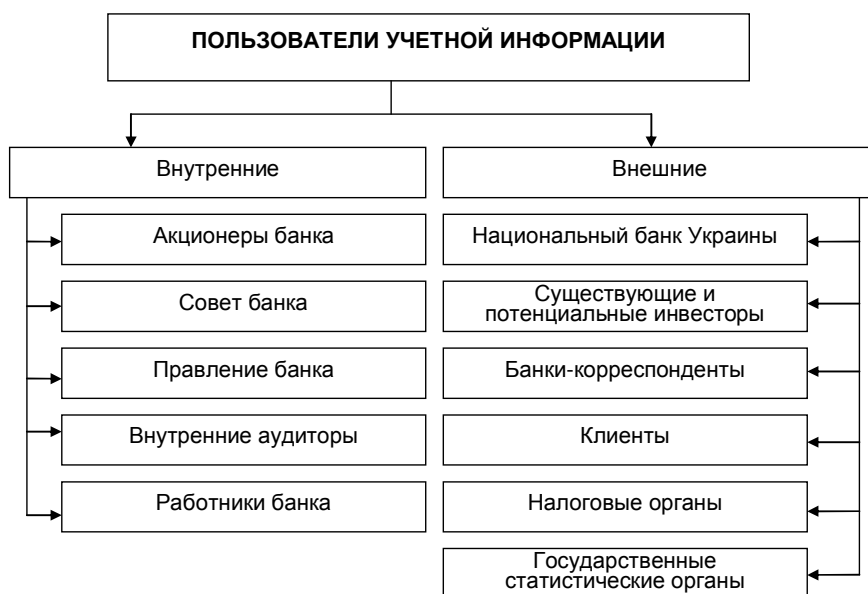 ПОЛЬЗОВАТЕЛИ УЧЕТНОЙ ИНФОРМАЦИИ
Внутренние
Акционеры банка
Совет банка
Правление банка
Внутренние аудиторы
Работники банка
Внешние
Национальный банк Украины
Существующие и
потенциальные инвесторы
Банки-корреспонденты
Клиенты
Налоговые органы
Государственные
статистические органы